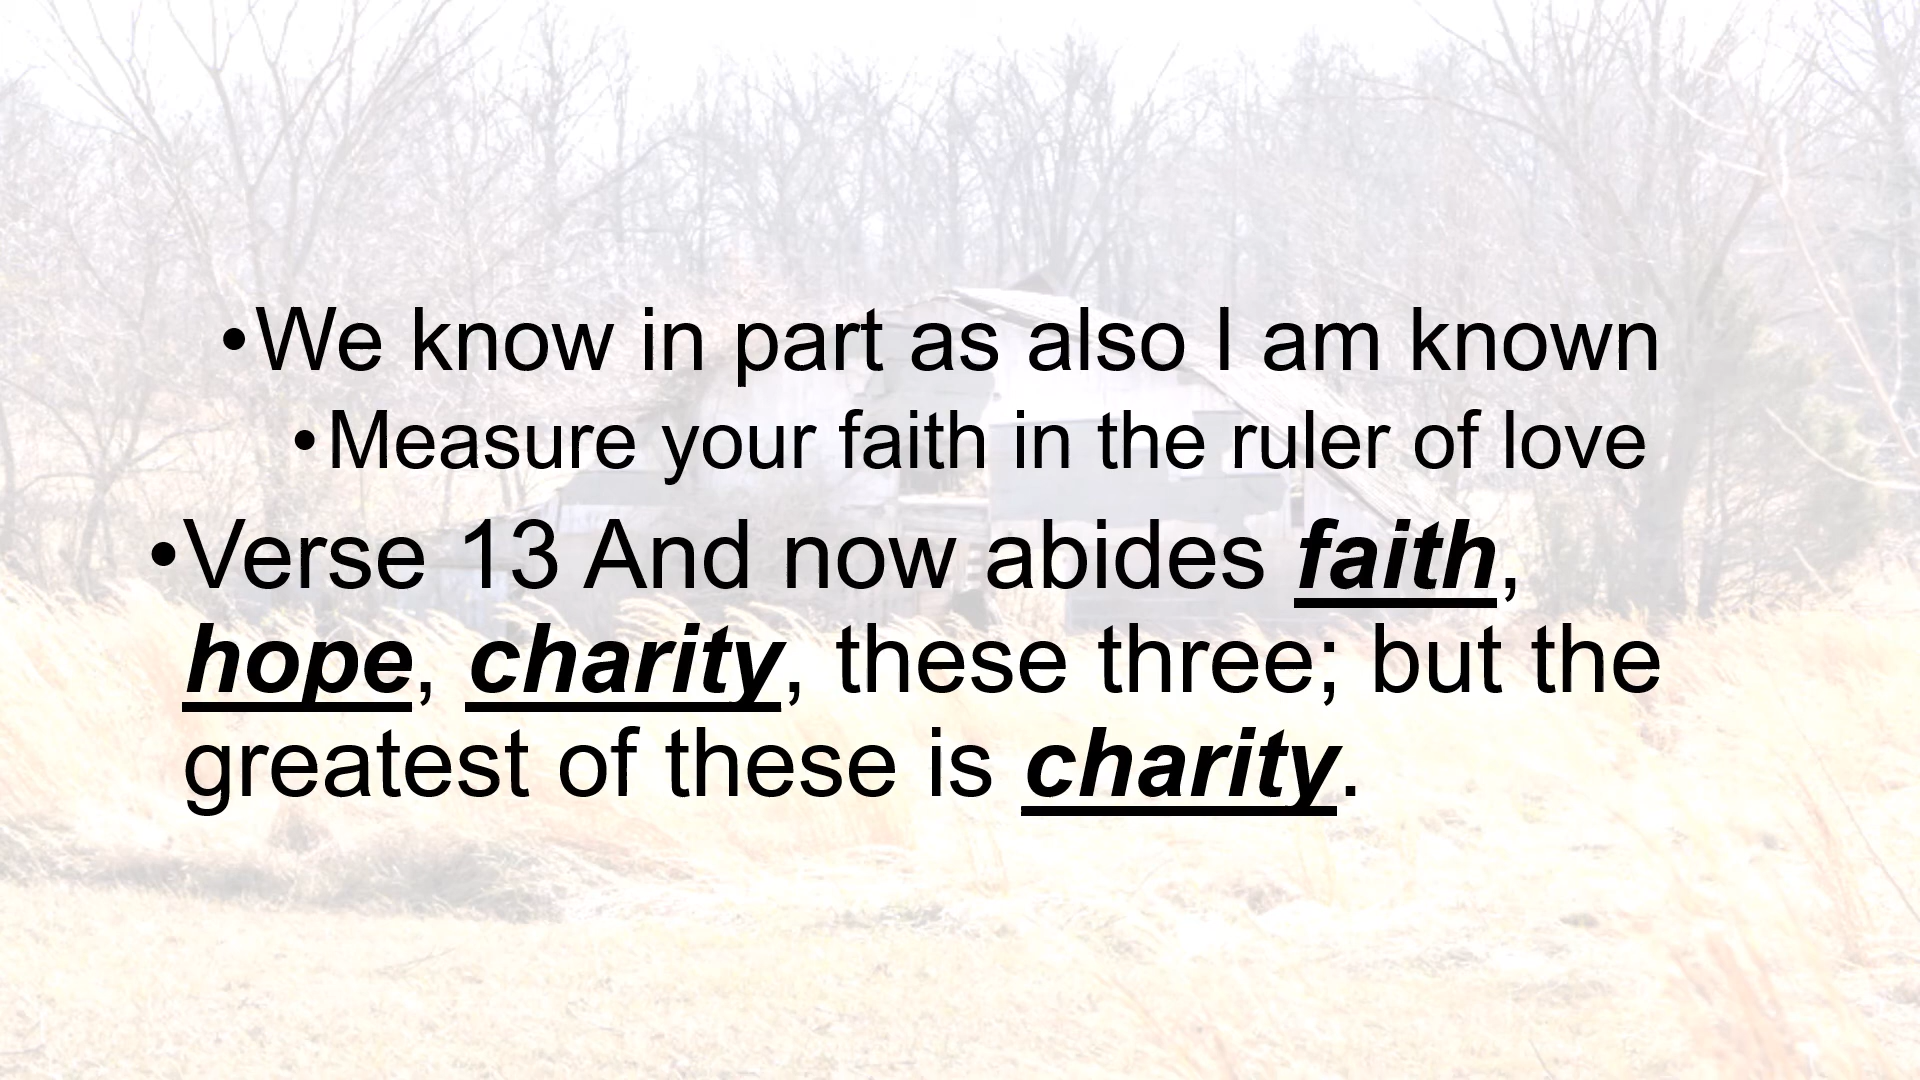 •We know in part as also I am known
•Measure your faith in the ruler of love
•Verse 13 And now abides faith,
hope, charity, these three; but the
greatest of these is charity.